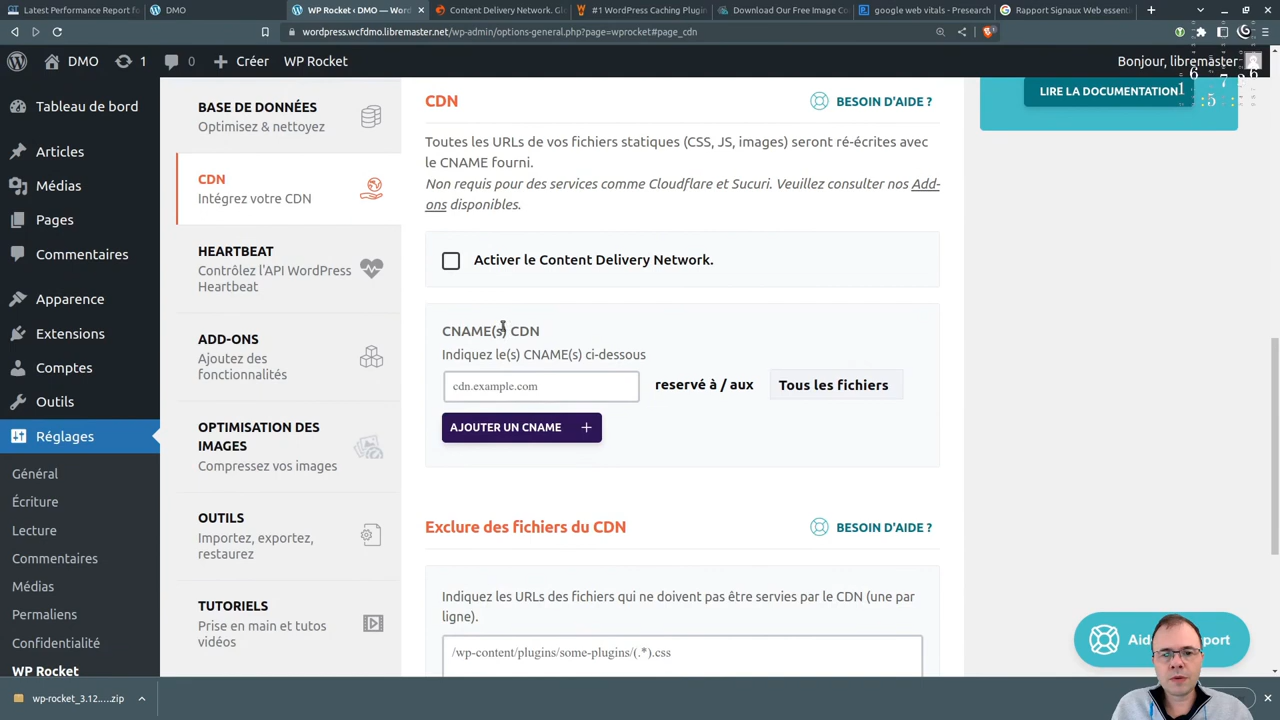 Latest Performance Report fo
DMO
WP Rocket ‹ DMO — Word
Content Delivery Network. Glo
#1 WordPress Caching Plugin
Download Our Free Image Co
google web vitals - Presearch
Rapport Signaux Web essenti
wordpress.wcfdmo.libremaster.net/wp-admin/options-general.php?page=wprocket#page_cdn
DMO
1
0
Créer
WP Rocket
Bonjour, libremaster
Tableau de bord
Articles
Médias
Pages
Commentaires
Apparence
Extensions
Comptes
Outils
Réglages
Général
Écriture
Lecture
Commentaires
Médias
Permaliens
Confidentialité
WP Rocket
BASE DE DONNÉES
Optimisez & nettoyez
CDN
Intégrez votre CDN
HEARTBEAT
Contrôlez l'API WordPress
Heartbeat
ADD-ONS
Ajoutez des
fonctionnalités
OPTIMISATION DES
IMAGES
Compressez vos images
OUTILS
Importez, exportez,
restaurez
TUTORIELS
Prise en main et tutos
vidéos
CDN
BESOIN D'AIDE ?
Toutes les URLs de vos fichiers statiques (CSS, JS, images) seront ré-écrites avec
le CNAME fourni.
Non requis pour des services comme Cloudflare et Sucuri. Veuillez consulter nos Add-
ons disponibles.
Activer le Content Delivery Network.
CNAME(s) CDN
Indiquez le(s) CNAME(s) ci-dessous
cdn.example.com
reservé à / aux
Tous les fichiers
AJOUTER UN CNAME +
Exclure des fichiers du CDN
BESOIN D'AIDE ?
Indiquez les URLs des fichiers qui ne doivent pas être servies par le CDN (une par
ligne).
/wp-content/plugins/some-plugins/(.*).css
LIRE LA DOCUMENTATION
wp-rocket_3.12....zip